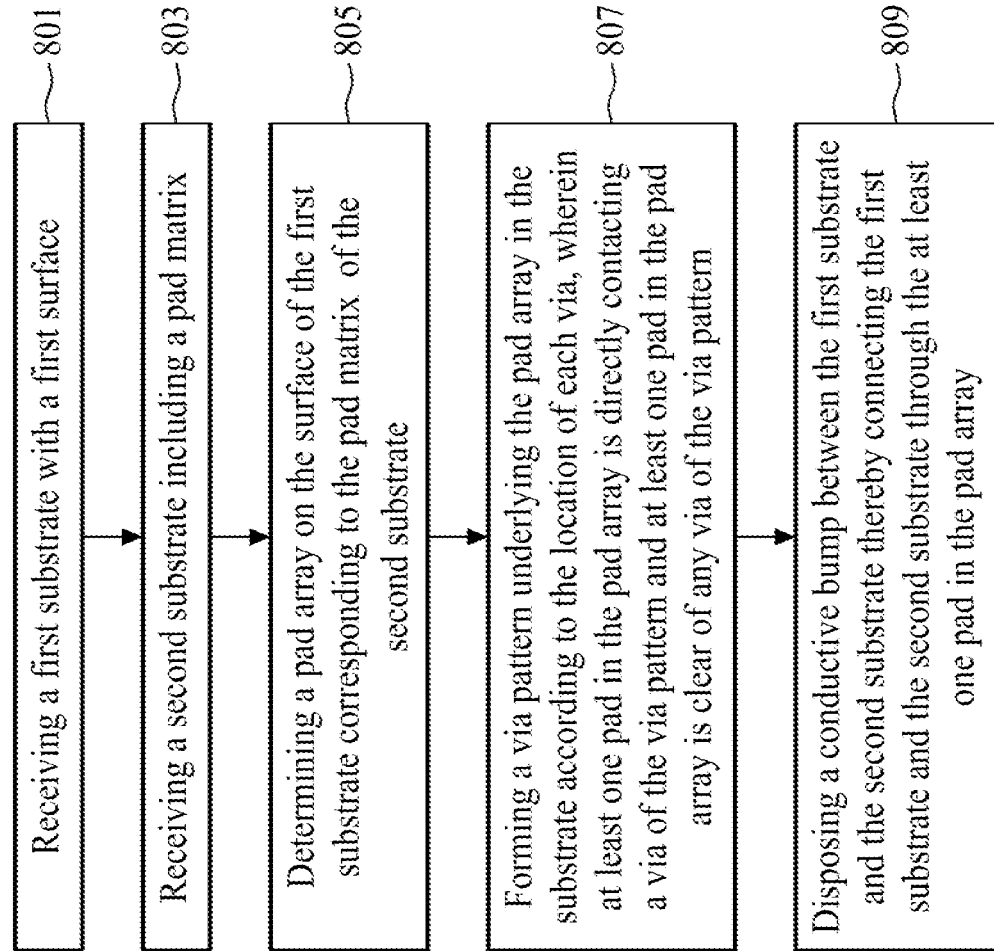 Receiving a first substrate with a first surface
801
Receiving a second substrate including a pad matrix
803
Determining a pad array on the surface of the first
substrate corresponding to the pad matrix of the
second substrate
805
Forming a via pattern underlying the pad array in the
substrate according to the location of each via, wherein
at least one pad in the pad array is directly contacting
a via of the via pattern and at least one pad in the pad
array is clear of any via of the via pattern
807
Disposing a conductive bump between the first substrate
and the second substrate thereby connecting the first
substrate and the second substrate through the at least
one pad in the pad array
809